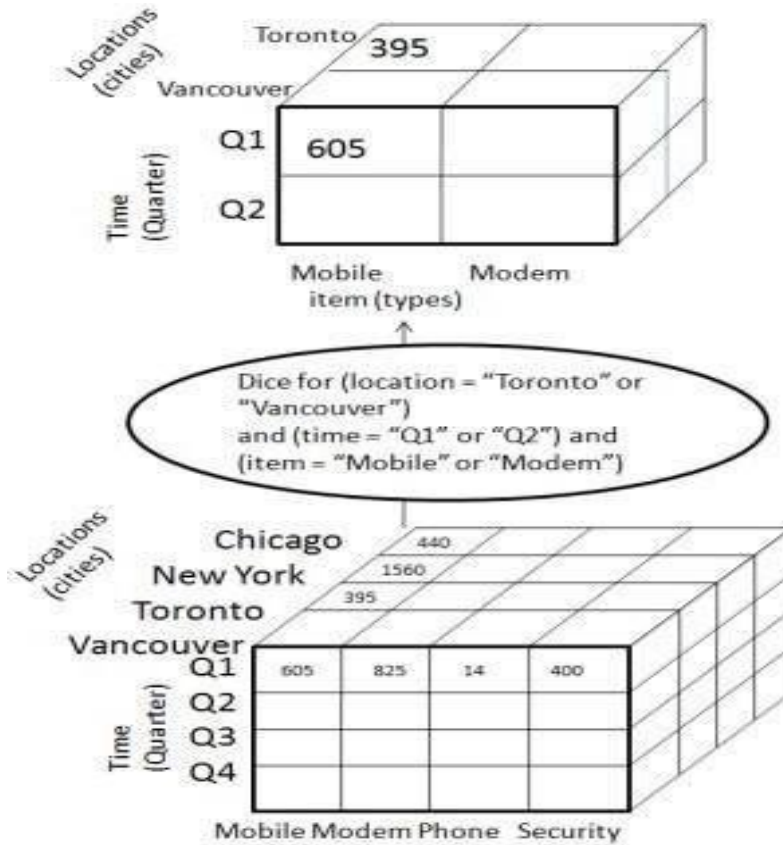 Locations
(cities)
Toronto
395
Vancouver
Q1
605
Q2
Time
(Quarter)
Mobile Modem
item (types)
Dice for (location = “Toronto” or
“Vancouver”)
and (time = “Q1” or “Q2”) and
(item = “Mobile” or “Modem”)
Locations
(cities)
Chicago 440
New York 1560
Toronto 395
Vancouver
Q1 605 825 14 400
Q2
Q3
Q4
Time
(Quarter)
Mobile Modem Phone Security